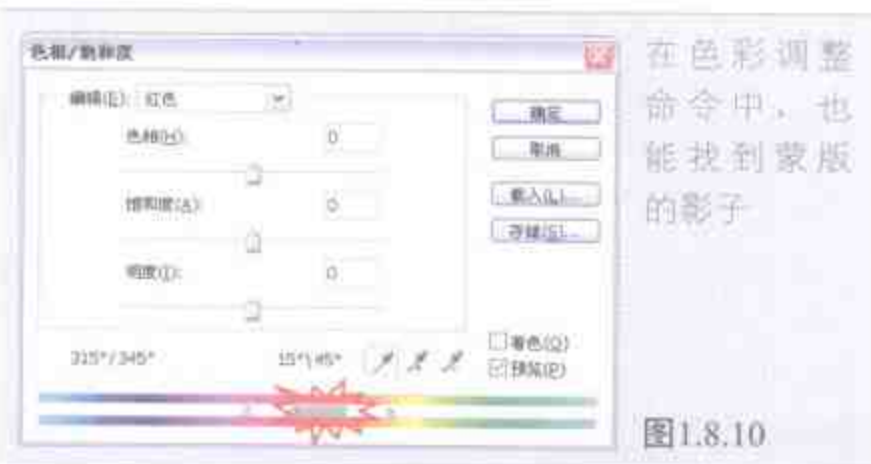 色相/饱和度
编辑(E): 红色
确定
色相(H): 0
取消
饱和度(A): 0
载入(L)...
存储(S)...
明度(I): 0
着色(O)
315°/345° 15°\45°
预览(P)
在色彩调整
命令中，也
能找到蒙版
的影子
图1.8.10